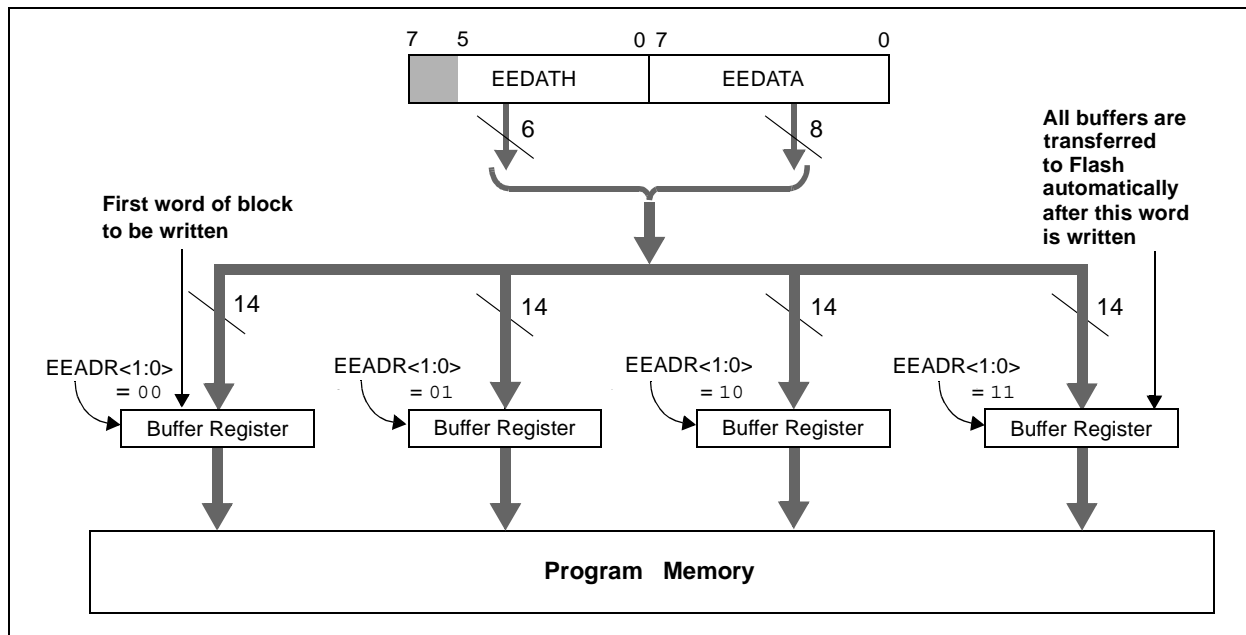 7 5 0 7 0
EEDATH EEDATA
6 8
All buffers are
transferred
to Flash
automatically
after this word
is written
First word of block
to be written
14 14 14 14
EEADR<1:0>
= 00
EEADR<1:0>
= 01
EEADR<1:0>
= 10
EEADR<1:0>
= 11
Buffer Register Buffer Register Buffer Register Buffer Register
Program Memory